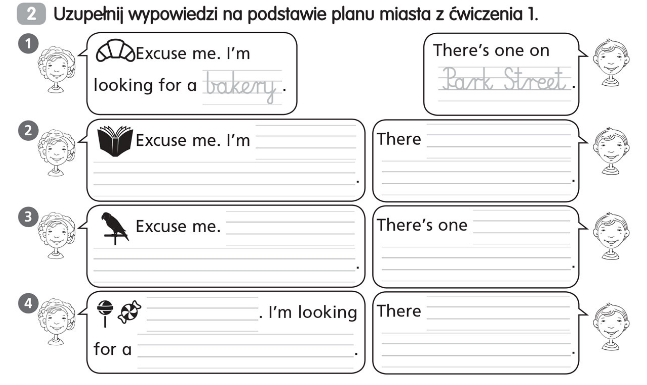 2 Uzupełnij wypowiedzi na podstawie planu miasta z ćwiczenia 1.
1
Excuse me. I'm
looking for a bakery.
There's one on
Park Street.
2
Excuse me. I'm
.
There
.
3
Excuse me.
.
There's one
.
4
. I'm looking
for a .
There
.